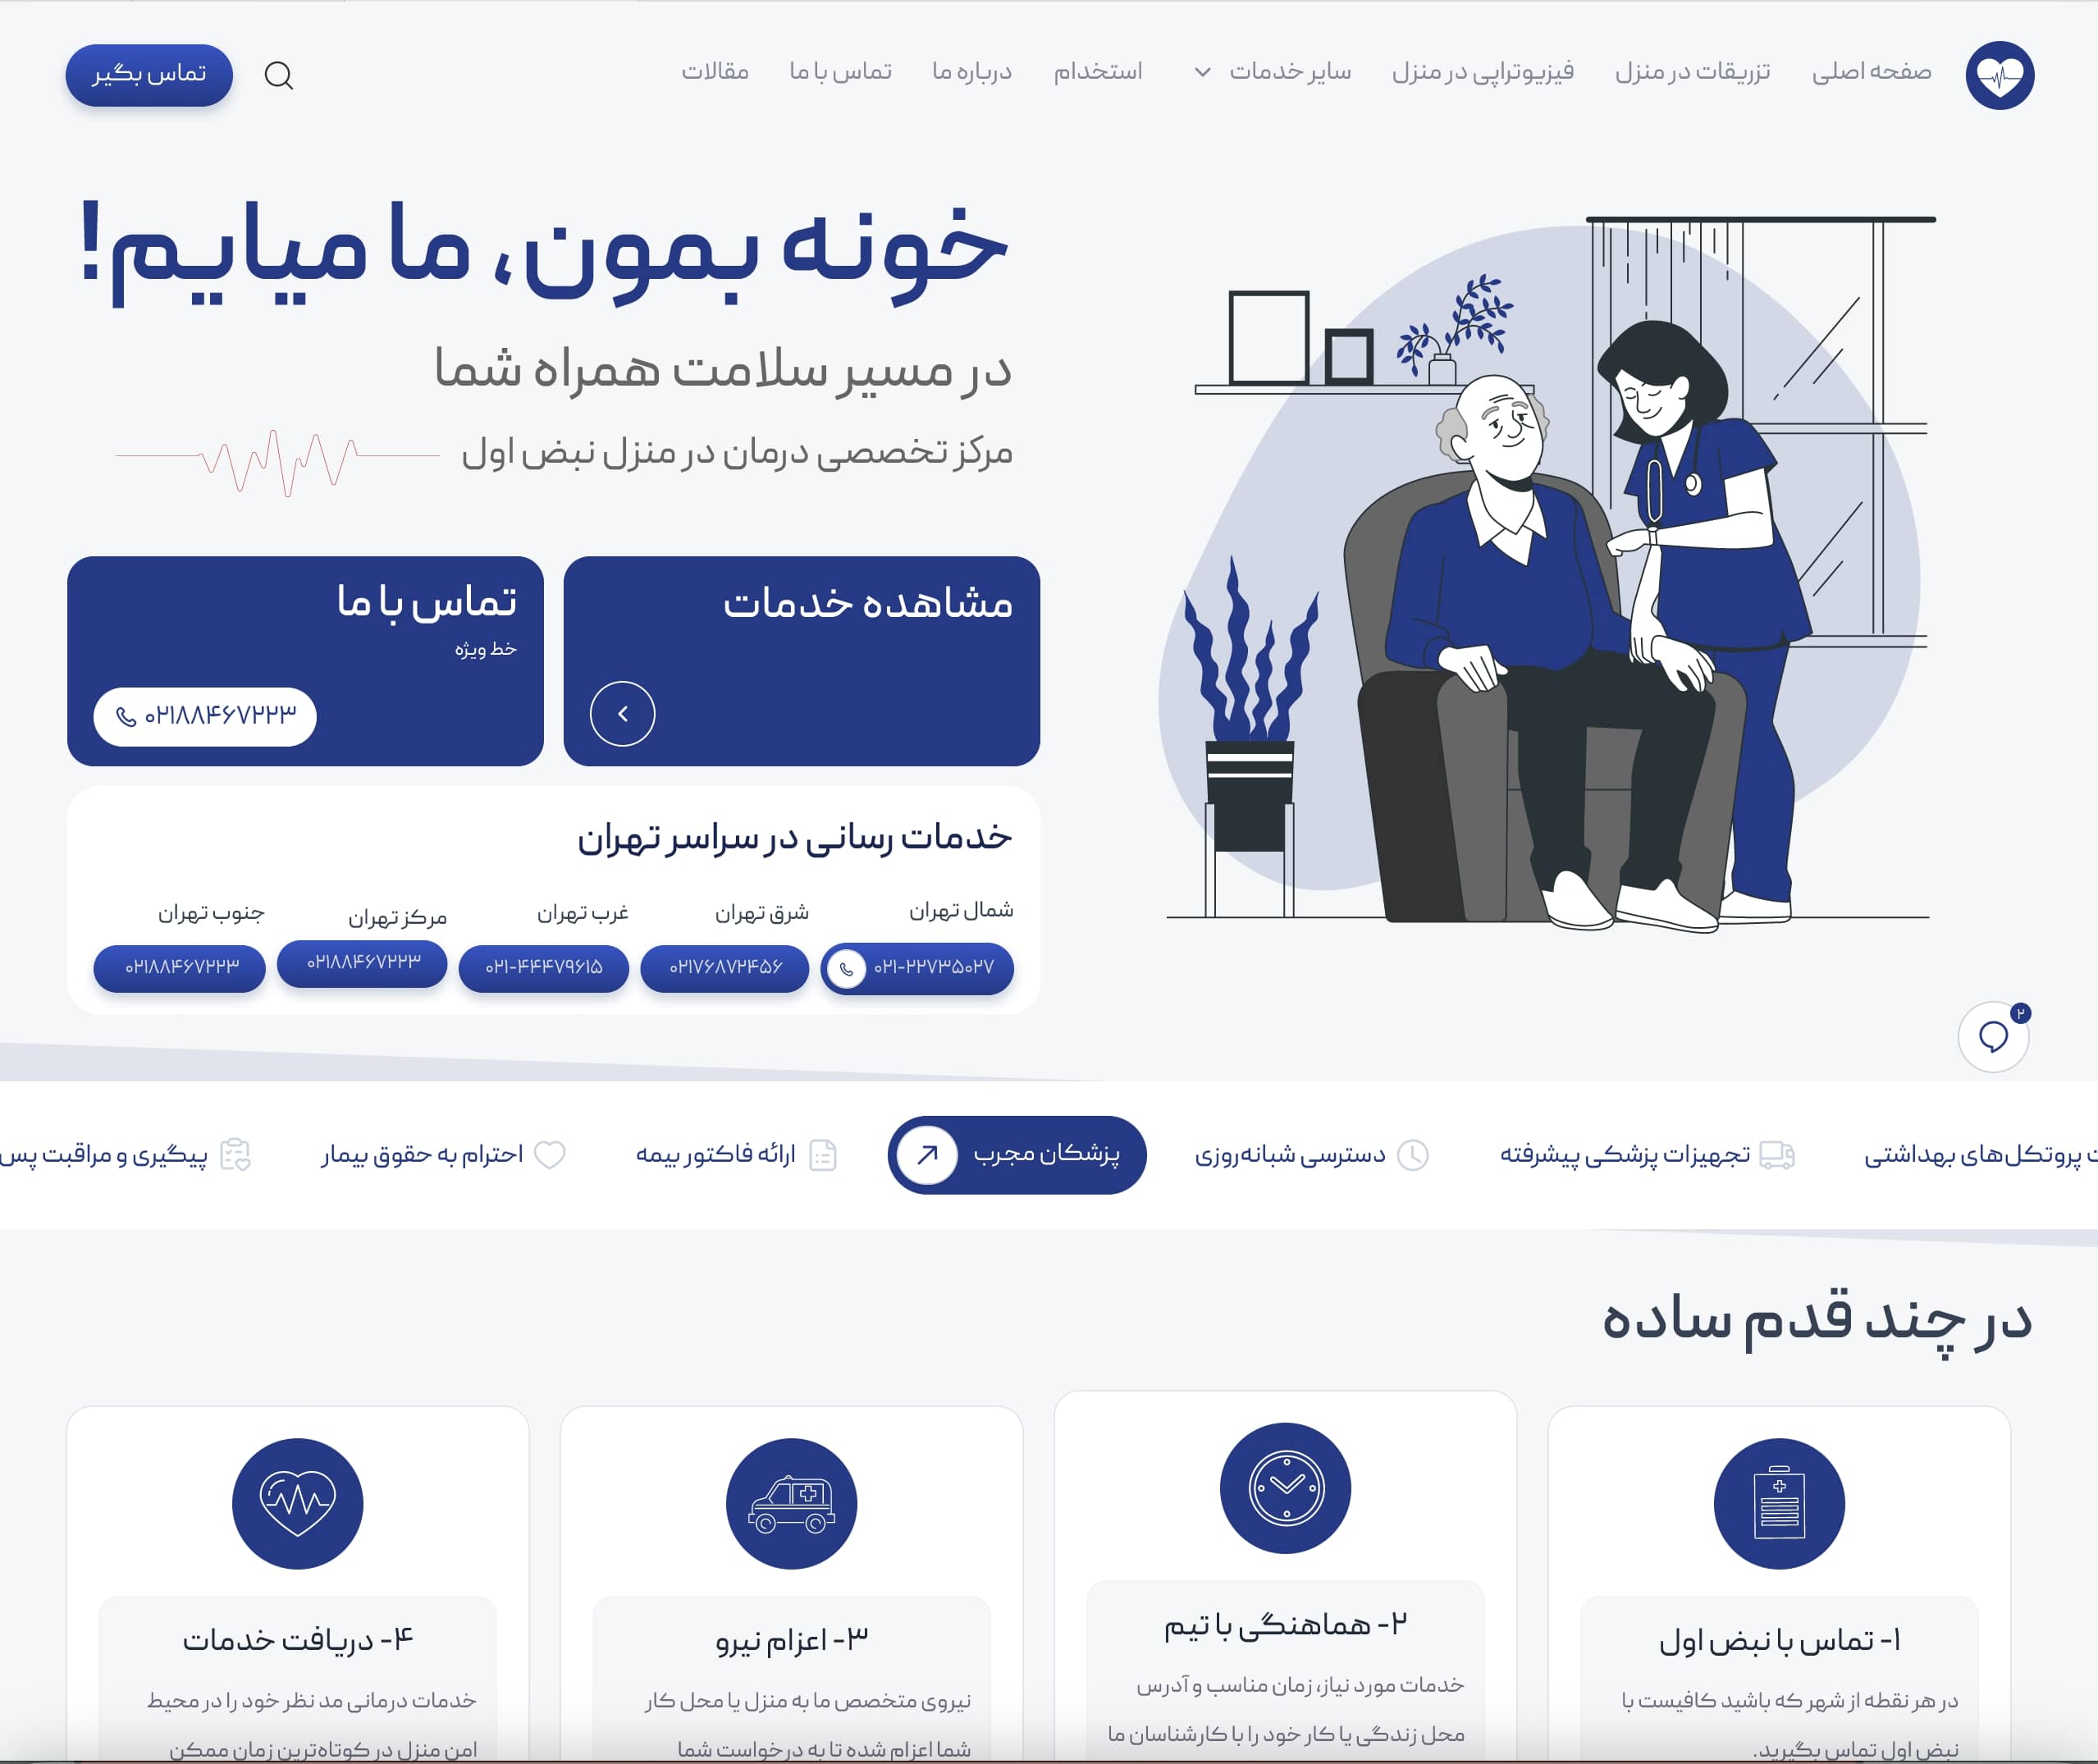 صفحه اصلی
تزریقات در منزل
فیزیوتراپی در منزل
سایر خدمات
استخدام
درباره ما
تماس با ما
مقالات
تماس بگیر
خونه بمون، ما میایم!
در مسیر سلامت همراه شما
مرکز تخصصی درمان در منزل نبض اول
مشاهده خدمات
تماس با ما
خط ویژه
۰۲۱۸۸۴۶۷۲۲۳
خدمات رسانی در سراسر تهران
شمال تهران
۰۲۱-۲۲۷۳۵۰۲۷
شرق تهران
۰۲۱۷۶۸۷۲۴۵۶
غرب تهران
۰۲۱-۴۴۴۷۹۶۱۵
مرکز تهران
۰۲۱۸۸۴۶۷۲۲۳
جنوب تهران
۰۲۱۸۸۴۶۷۲۲۳
۲
ت پروتکل‌های بهداشتی
تجهیزات پزشکی پیشرفته
دسترسی شبانه‌روزی
پزشکان مجرب
ارائه فاکتور بیمه
احترام به حقوق بیمار
پیگیری و مراقبت پس
در چند قدم ساده
۱- تماس با نبض اول
در هر نقطه از شهر که باشید کافیست با
نبض اول تماس بگیرید.
۲- هماهنگی با تیم
خدمات مورد نیاز، زمان مناسب و آدرس
محل زندگی یا کار خود را با کارشناسان ما
۳- اعزام نیرو
نیروی متخصص ما به منزل یا محل کار
شما اعزام شده تا به درخواست شما
۴- دریافت خدمات
خدمات درمانی مد نظر خود را در محیط
امن منزل در کوتاه‌ترین زمان ممکن